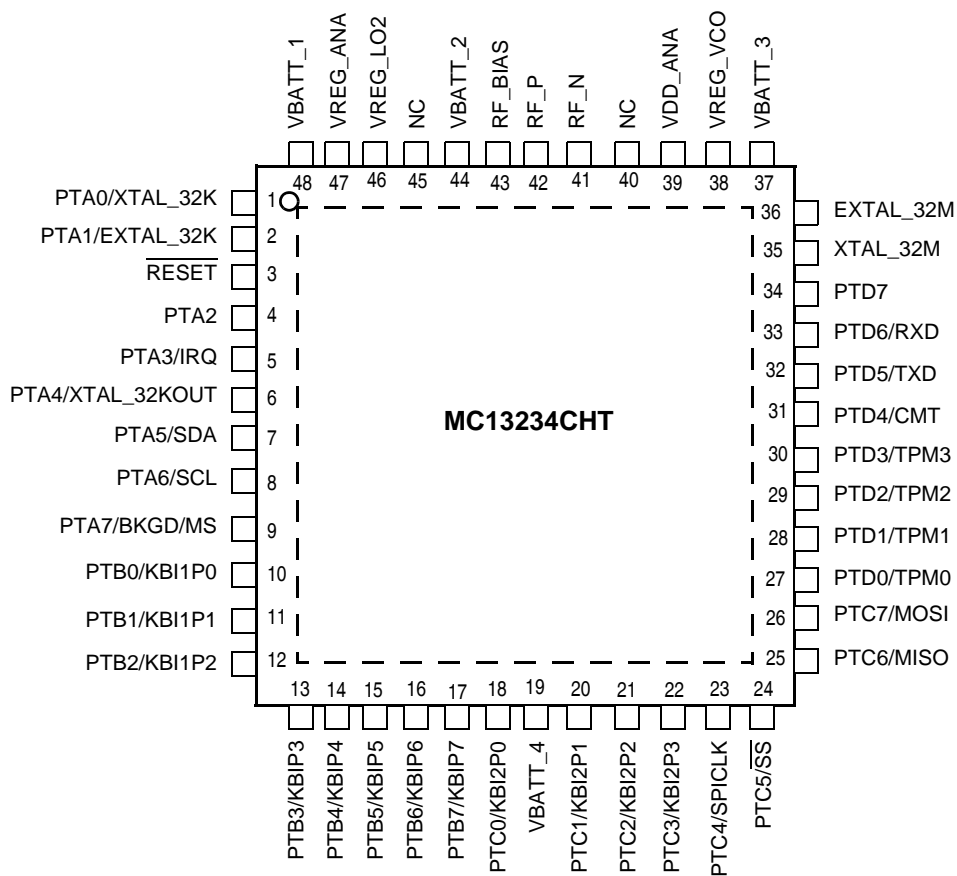 VBATT_1
VREG_ANA
VREG_LO2
NC
VBATT_2
RF_BIAS
RF_P
RF_N
NC
VDD_ANA
VREG_VCO
VBATT_3
48 47 46 45 44 43 42 41 40 39 38 37
PTA0/XTAL_32K 1
PTA1/EXTAL_32K 2
RESET 3
PTA2 4
PTA3/IRQ 5
PTA4/XTAL_32KOUT 6
PTA5/SDA 7
PTA6/SCL 8
PTA7/BKGD/MS 9
PTB0/KBI1P0 10
PTB1/KBI1P1 11
PTB2/KBI1P2 12
MC13234CHT
36 EXTAL_32M
35 XTAL_32M
34 PTD7
33 PTD6/RXD
32 PTD5/TXD
31 PTD4/CMT
30 PTD3/TPM3
29 PTD2/TPM2
28 PTD1/TPM1
27 PTD0/TPM0
26 PTC7/MOSI
25 PTC6/MISO
13 14 15 16 17 18 19 20 21 22 23 24
PTB3/KBIP3
PTB4/KBIP4
PTB5/KBIP5
PTB6/KBIP6
PTB7/KBIP7
PTC0/KBI2P0
VBATT_4
PTC1/KBI2P1
PTC2/KBI2P2
PTC3/KBI2P3
PTC4/SPICLK
PTC5/SS